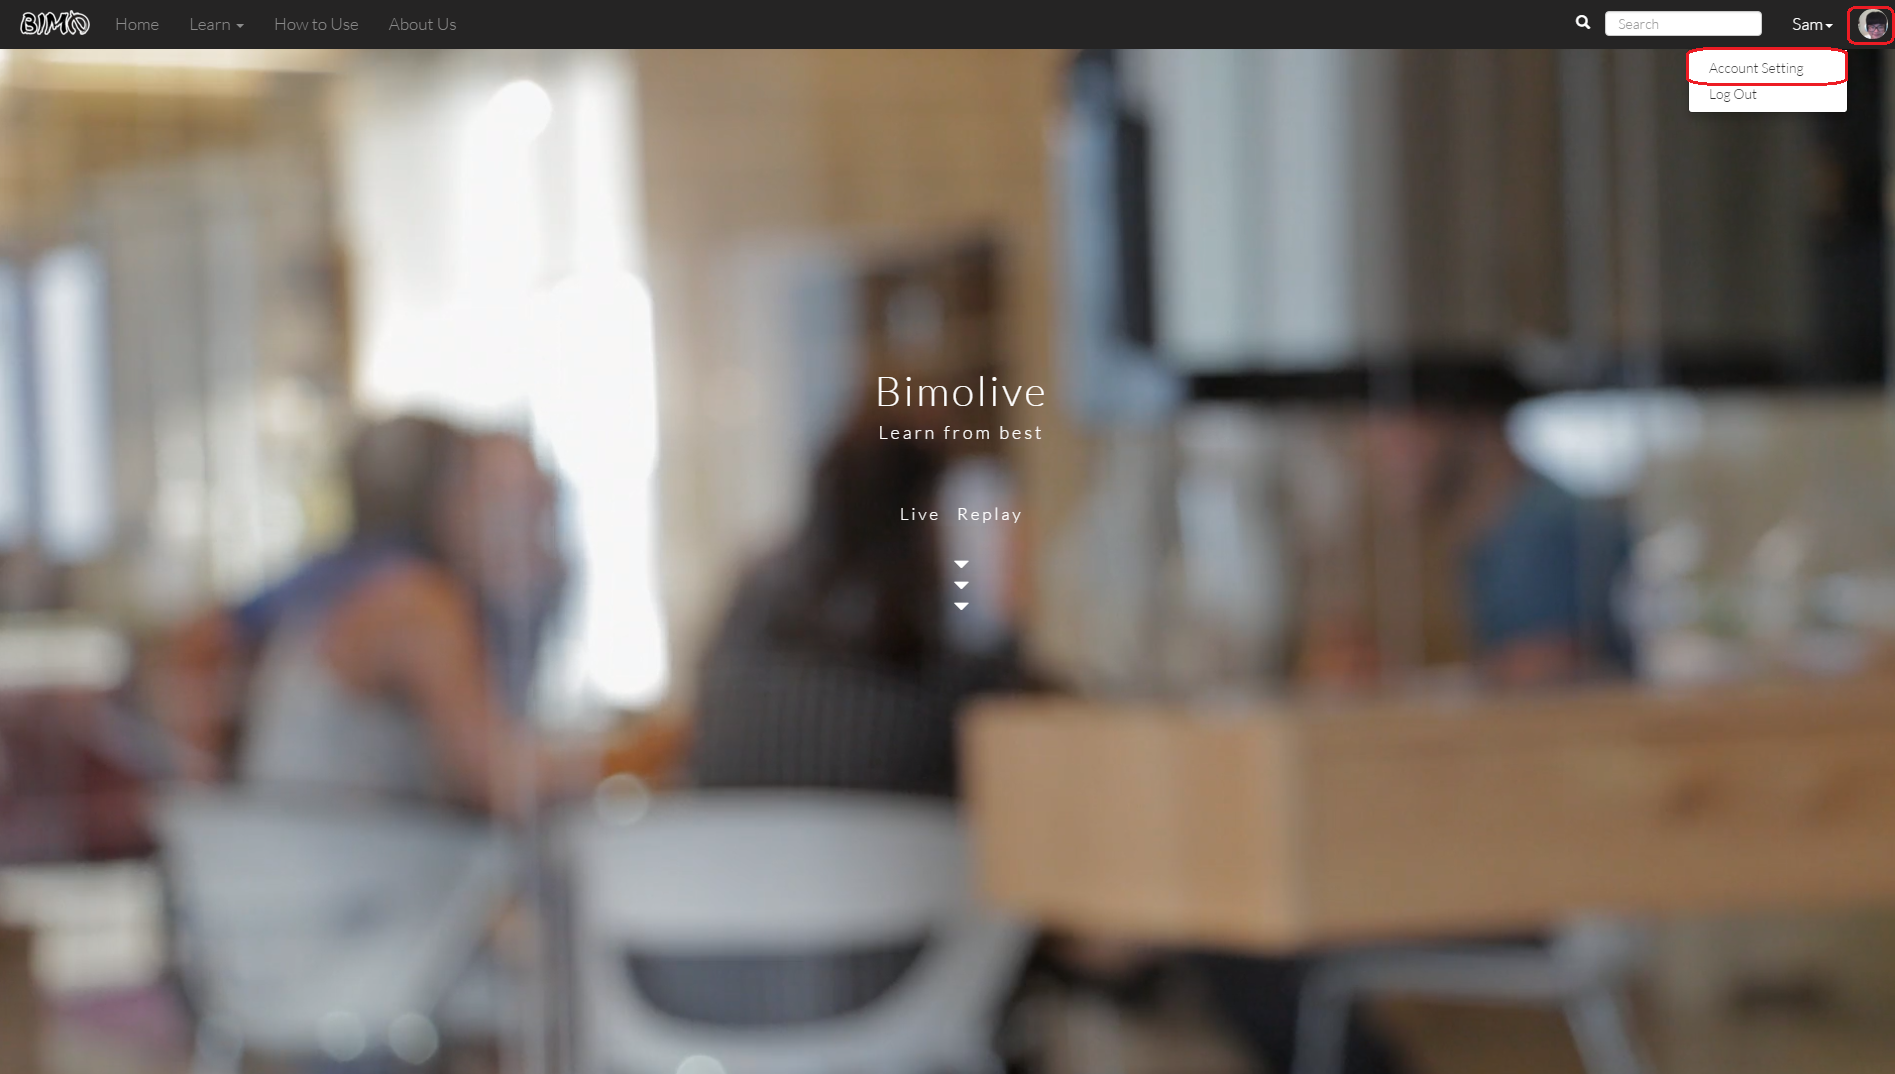 BIMO Home Learn How to Use About Us Search Sam
Account Setting
Log Out
Bimolive
Learn from best
Live Replay